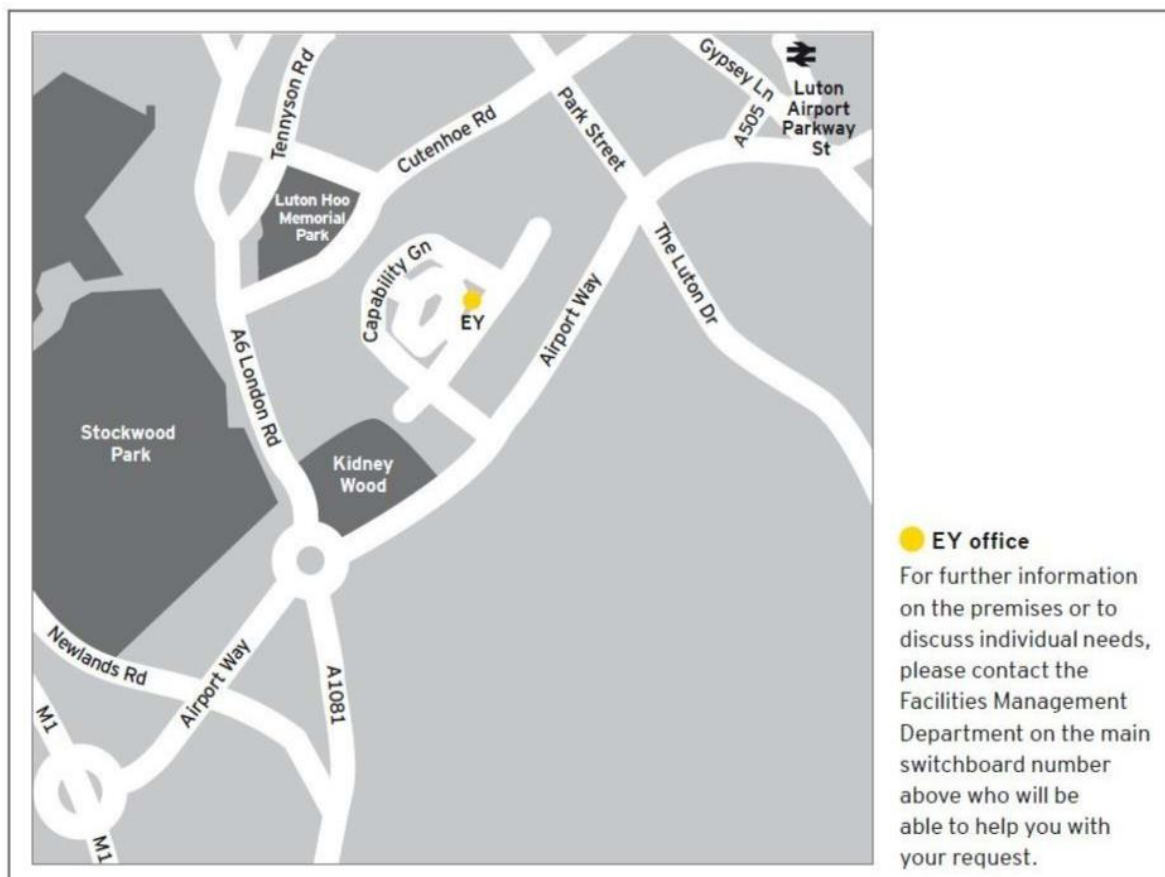 Tennyson Rd
Cutenhoe Rd
Park Street
Gypsey Ln
A505
Luton
Airport
Parkway
St
Luton Hoo
Memorial
Park
Capability Gn
EY
Airport Way
The Luton Dr
A6 London Rd
Stockwood
Park
Kidney
Wood
Newlands Rd
Airport Way
A1081
M1
M1
EY office
For further information
on the premises or to
discuss individual needs,
please contact the
Facilities Management
Department on the main
switchboard number
above who will be
able to help you with
your request.